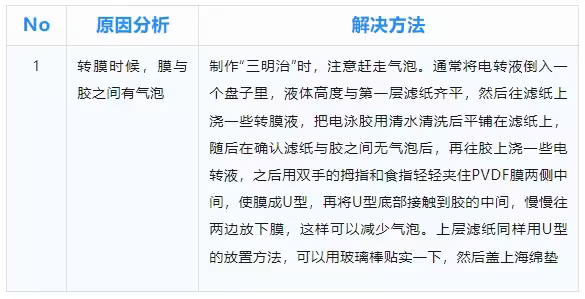 No 原因分析 解决方法
1 转膜时候，膜与 制作“三明治”时，注意赶走气泡。通常将电转液倒入一
胶之间有气泡 个盘子里，液体高度与第一层滤纸齐平，然后往滤纸上
浇一些转膜液，把电泳胶用清水清洗后平铺在滤纸上，
随后在确认滤纸与胶之间无气泡后，再往胶上浇一些电
转液，之后用双手的拇指和食指轻轻夹住PVDF膜两侧中
间，使膜成U型，再将U型底部接触到胶的中间，慢慢往
两边放下膜，这样可以减少气泡。上层滤纸同样用U型
的放置方法，可以用玻璃棒贴实一下，然后盖上海绵垫